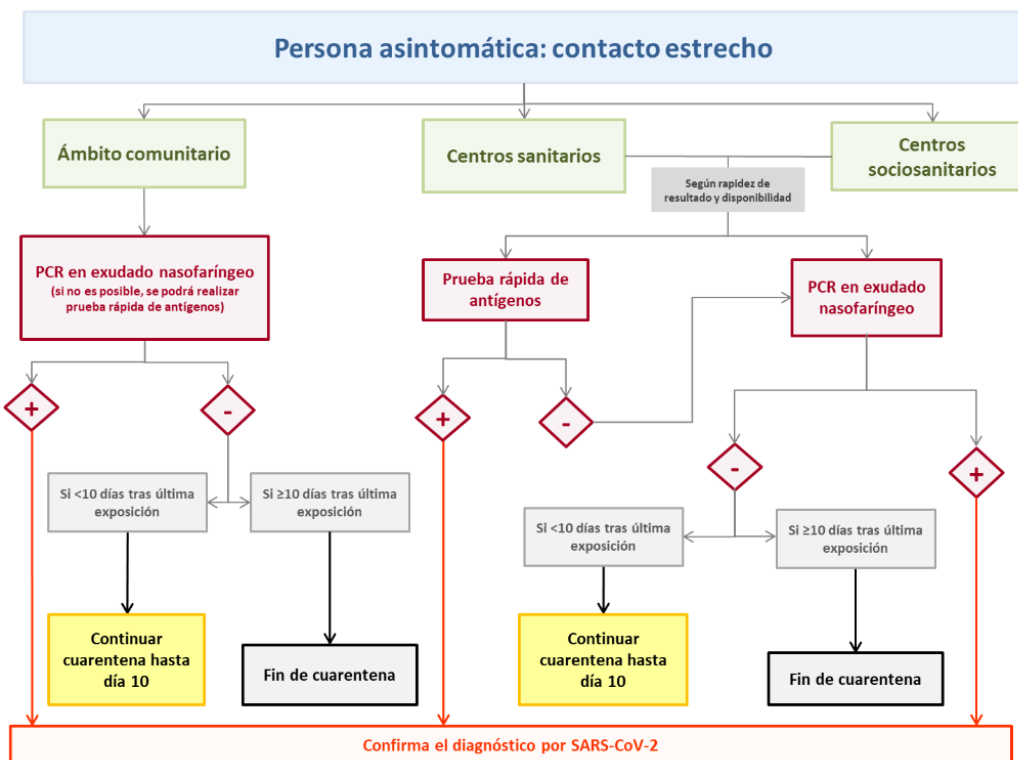 Persona asintomática: contacto estrecho
Ámbito comunitario
Centros sanitarios
Centros
sociosanitarios
Según rapidez de
resultado y disponibilidad
PCR en exudado nasofaríngeo
(si no es posible, se podrá realizar
prueba rápida de antígenos)
Prueba rápida de
antígenos
PCR en exudado
nasofaríngeo
+
-
+
-
-
+
Si <10 días tras última
exposición
Si ≥10 días tras última
exposición
Si <10 días tras última
exposición
Si ≥10 días tras última
exposición
Continuar
cuarentena hasta
día 10
Fin de cuarentena
Continuar
cuarentena hasta
día 10
Fin de cuarentena
Confirma el diagnóstico por SARS-CoV-2